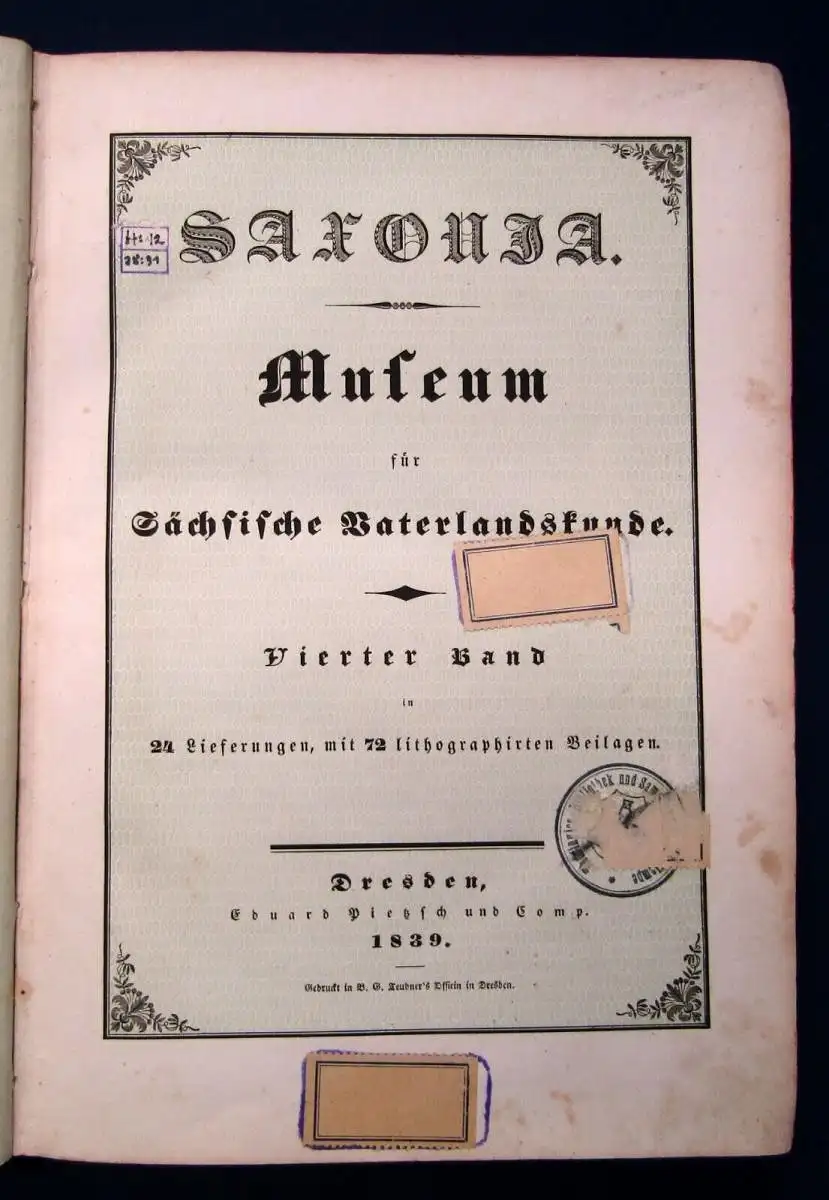 SAXONIA.
Muſeum
für
Sächſiſche Vaterlandskunde.
Vierter Band
in
24 Lieferungen, mit 72 lithographirten Beilagen.
Dresden,
Eduard Pietzſch und Comp.
1839.
Gedruckt in B. G. Teubner's Officin in Dresden.